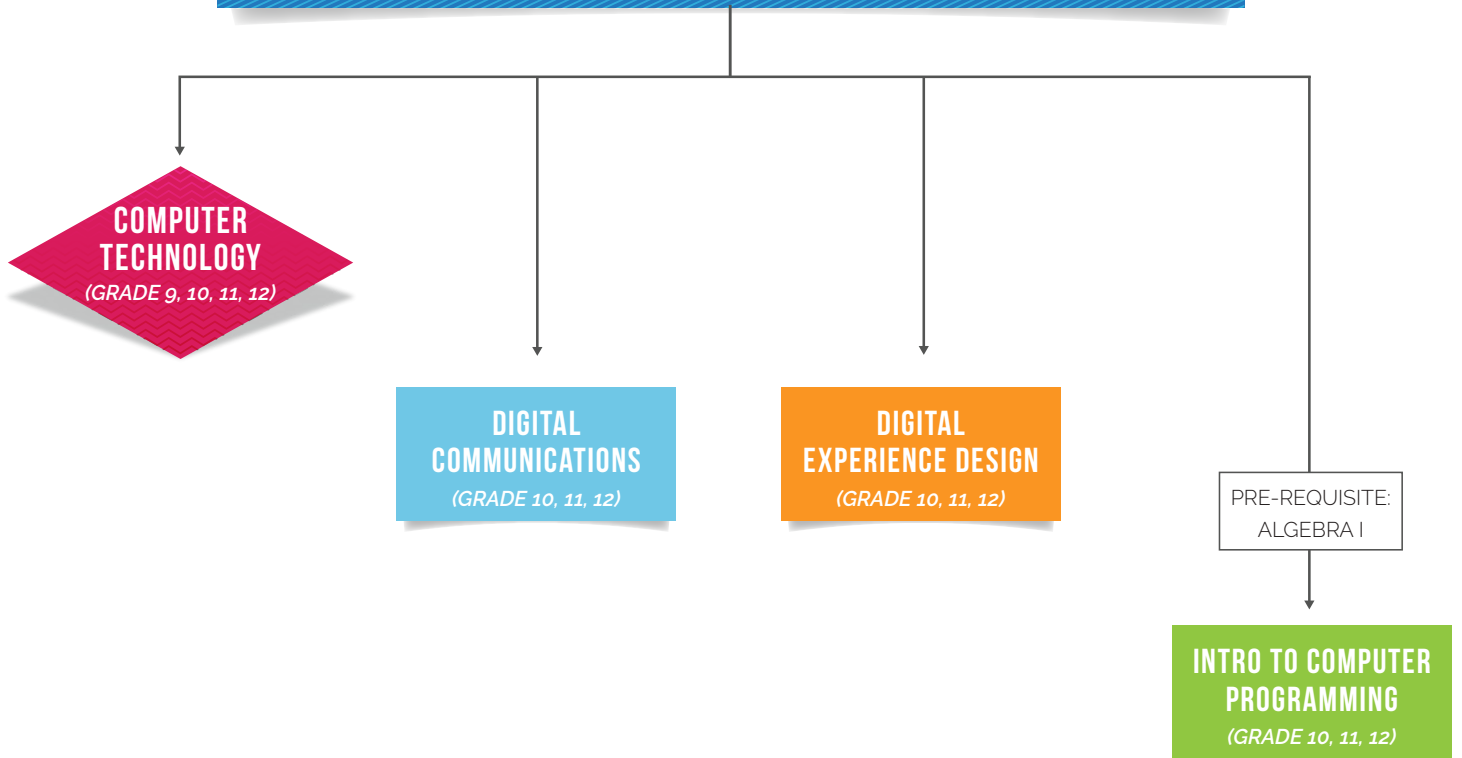 COMPUTER
TECHNOLOGY
(GRADE 9, 10, 11, 12)
DIGITAL
COMMUNICATIONS
(GRADE 10, 11, 12)
DIGITAL
EXPERIENCE DESIGN
(GRADE 10, 11, 12)
PRE-REQUISITE:
ALGEBRA I
INTRO TO COMPUTER
PROGRAMMING
(GRADE 10, 11, 12)